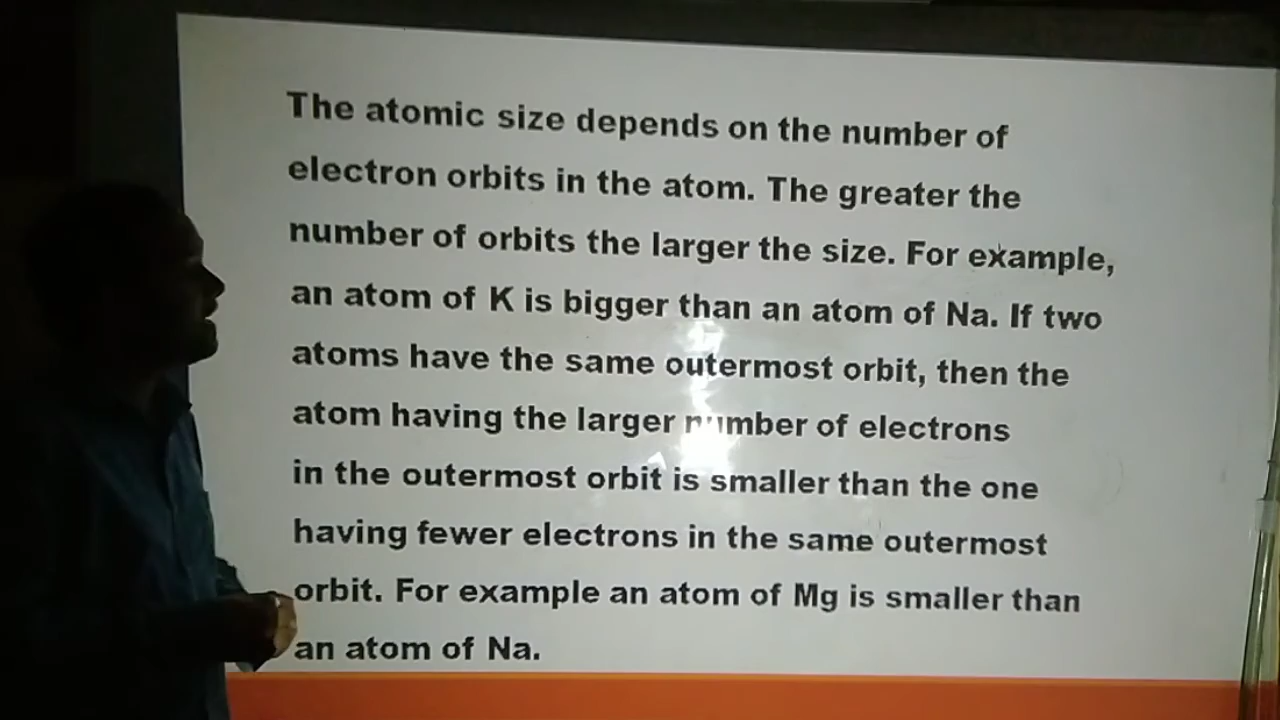 The atomic size depends on the number of
electron orbits in the atom. The greater the
number of orbits the larger the size. For example,
an atom of K is bigger than an atom of Na. If two
atoms have the same outermost orbit, then the
atom having the larger number of electrons
in the outermost orbit is smaller than the one
having fewer electrons in the same outermost
orbit. For example an atom of Mg is smaller than
an atom of Na.